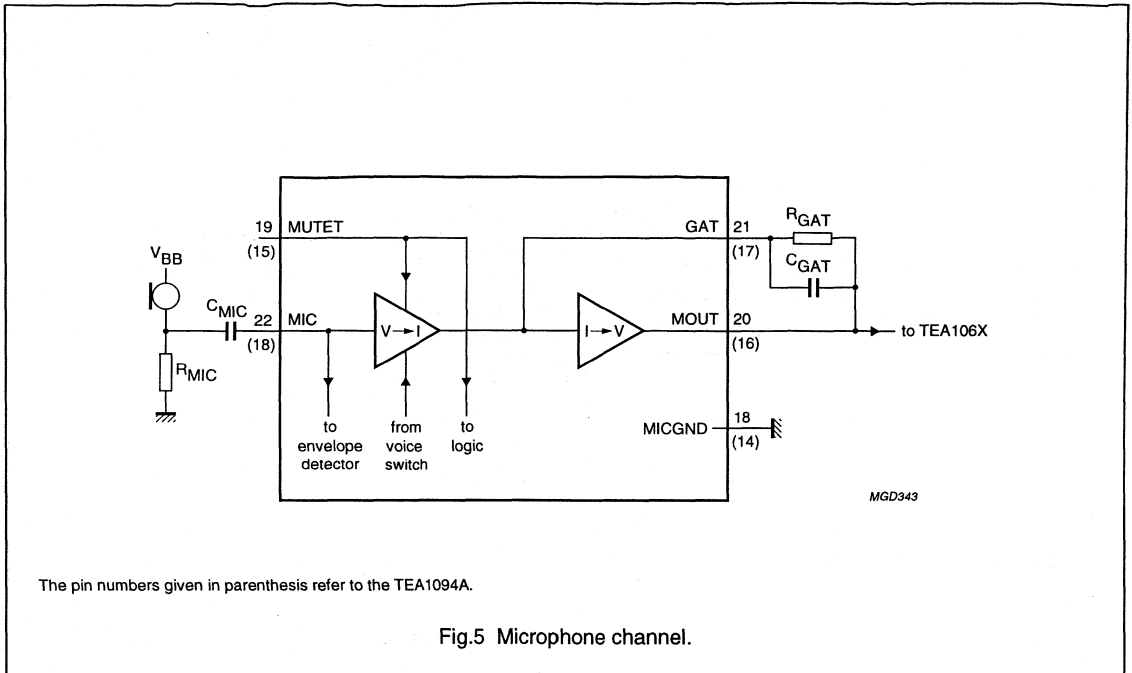 19 MUTET
(15)
V_BB
C_MIC
22 MIC
(18)
R_MIC
V→I
I→V
to envelope detector
from voice switch
to logic
GAT 21
(17)
R_GAT
C_GAT
MOUT 20
(16)
to TEA106X
MICGND 18
(14)
MGD343
The pin numbers given in parenthesis refer to the TEA1094A.
Fig.5 Microphone channel.